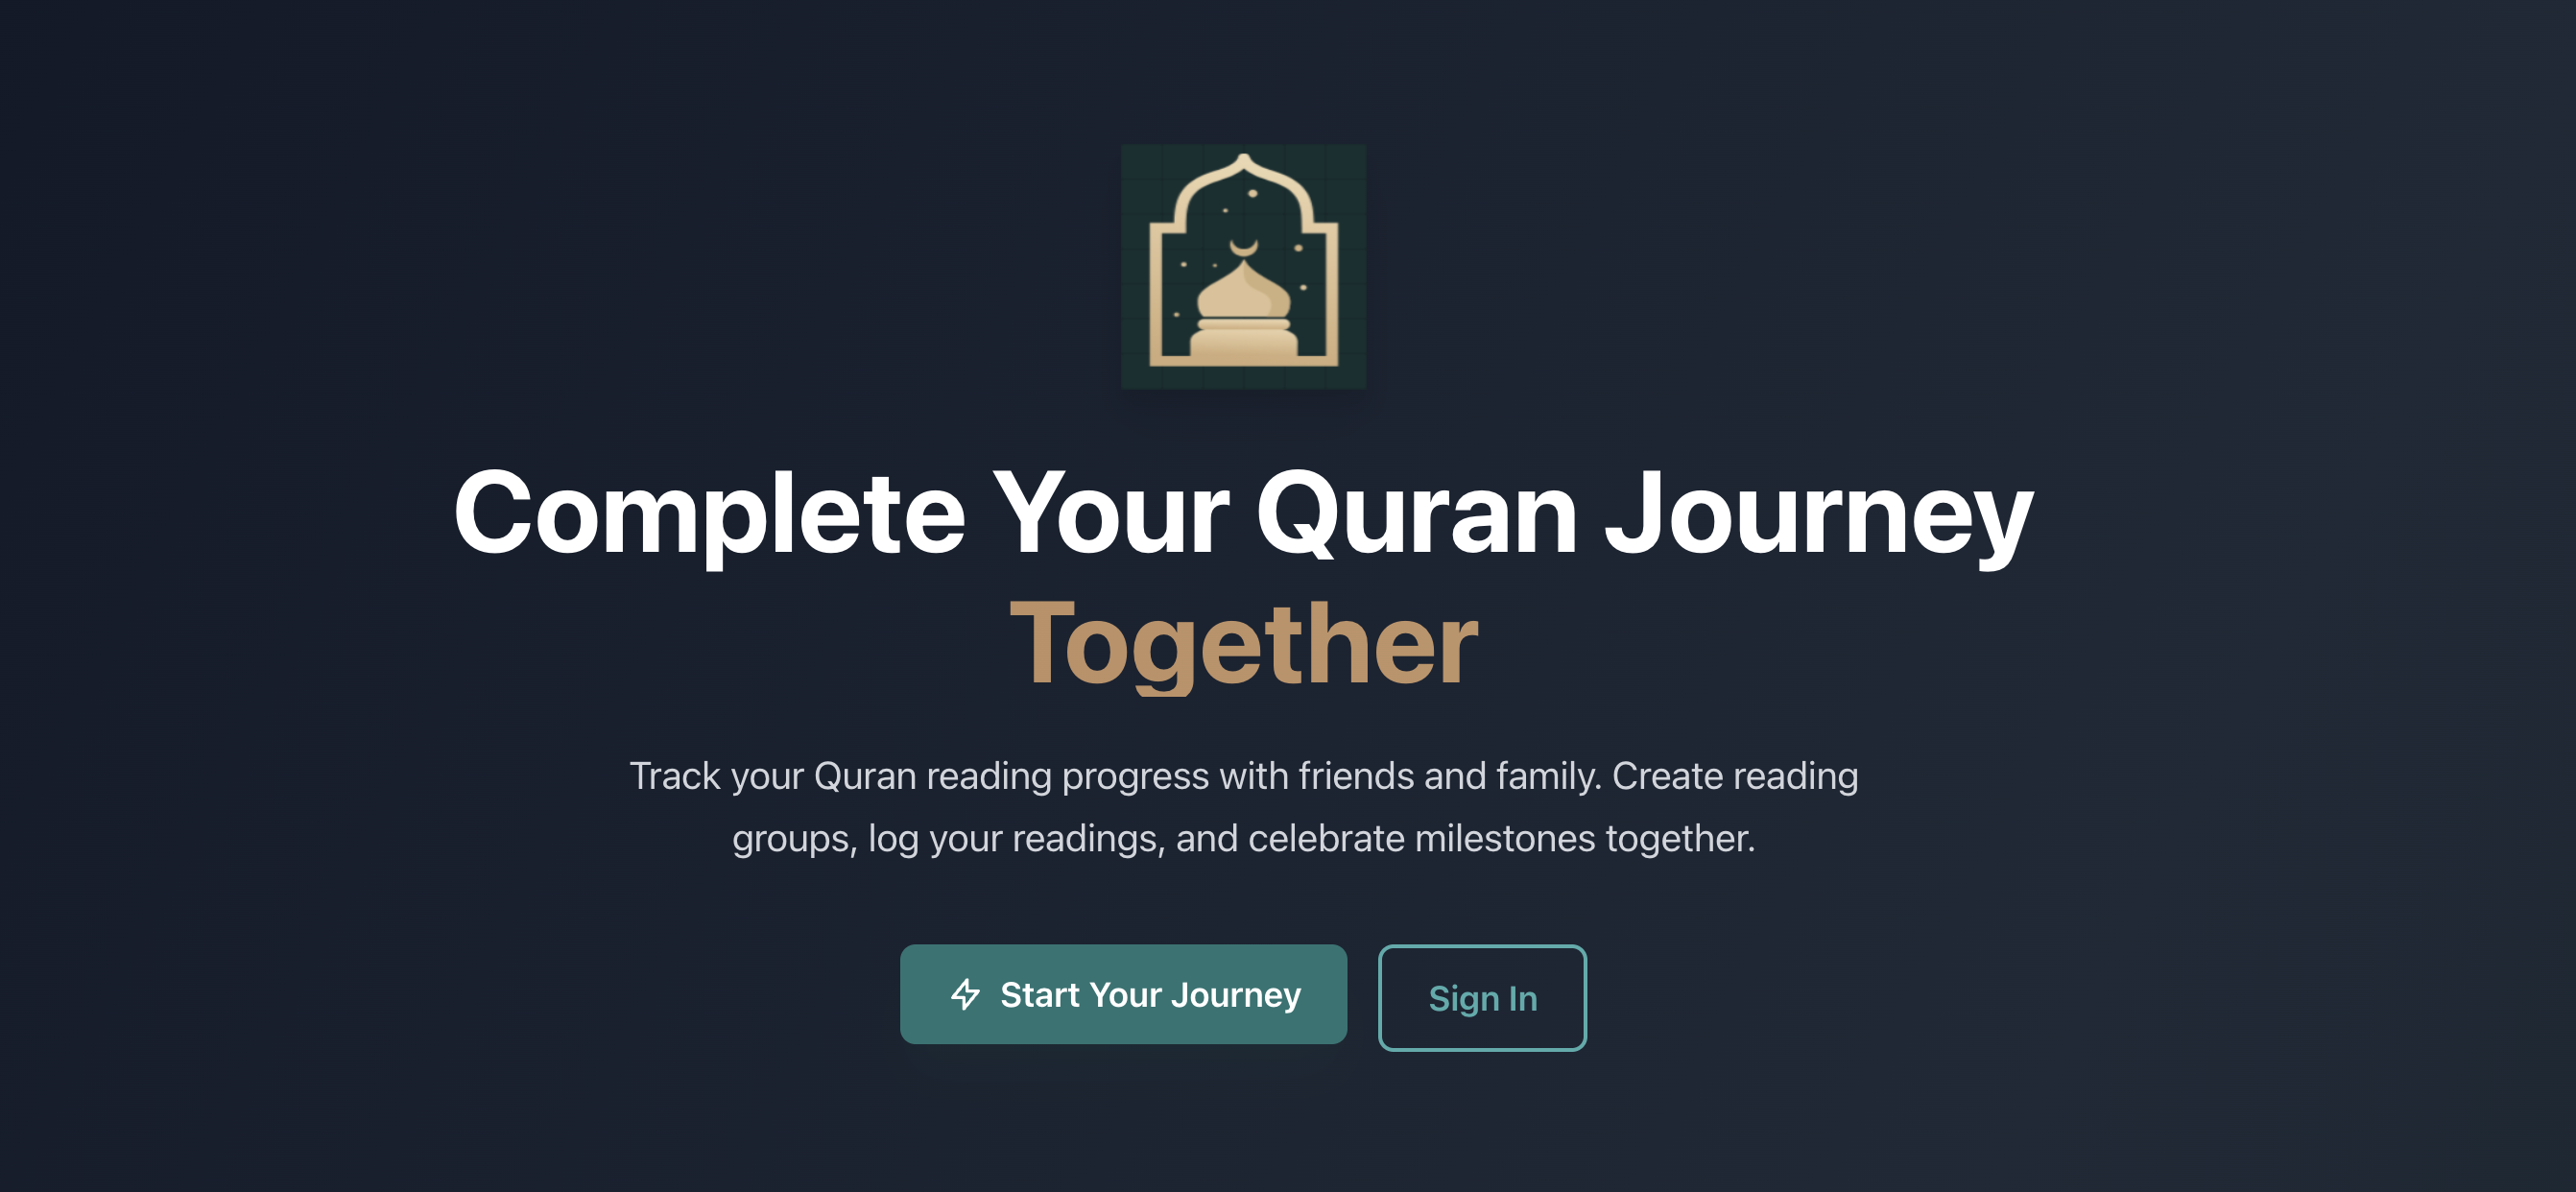 Complete Your Quran Journey
Together
Track your Quran reading progress with friends and family. Create reading
groups, log your readings, and celebrate milestones together.
Start Your Journey
Sign In